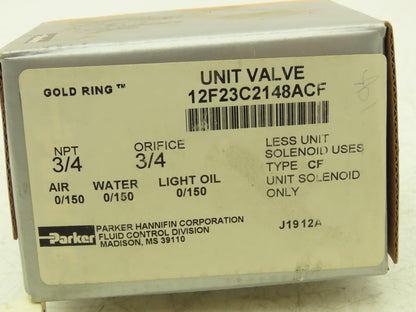 GOLD RING ™
UNIT VALVE
12F23C2148ACF
NPT
3/4
ORIFICE
3/4
AIR
0/150
WATER
0/150
LIGHT OIL
0/150
LESS UNIT
SOLENOID USES
TYPE CF
UNIT SOLENOID
ONLY
Parker
PARKER HANNIFIN CORPORATION
FLUID CONTROL DIVISION
MADISON, MS 39110
J1912A